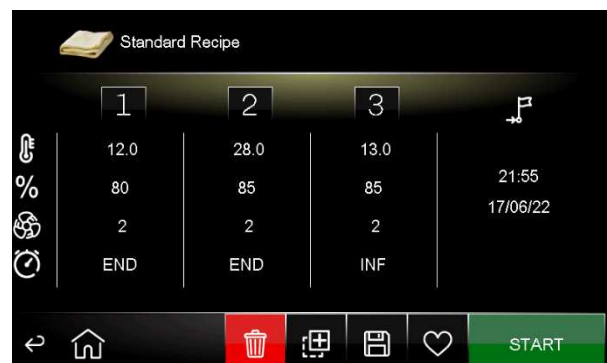 Standard Recipe
1 2 3
12.0 28.0 13.0
% 80 85 85
2 2 2
END END INF
21:55
17/06/22
START